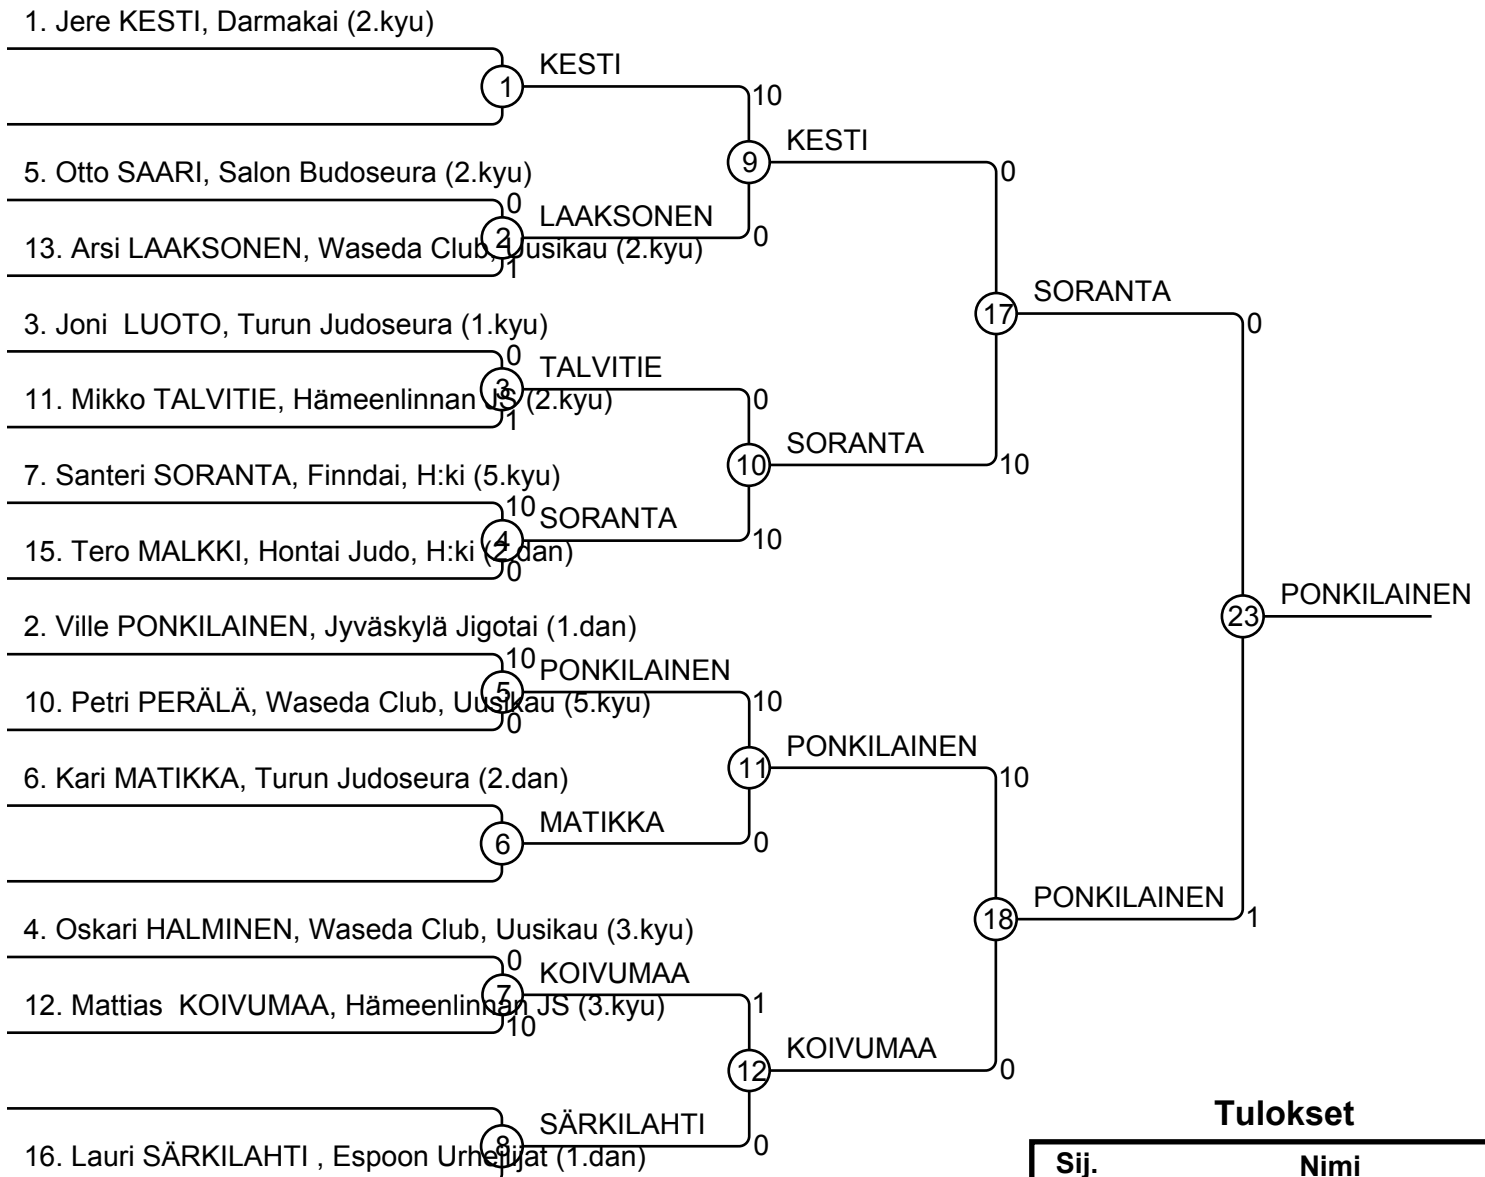 1. Jere KESTI, Darmakai (2.kyu)
KESTI
1
10
KESTI
9
5. Otto SAARI, Salon Budoseura (2.kyu)
0
0
LAAKSONEN
2
0
13. Arsi LAAKSONEN, Waseda Club, Uusikau (2.kyu)
1
SORANTA
3. Joni  LUOTO, Turun Judoseura (1.kyu)
17
0
0
TALVITIE
3
0
11. Mikko TALVITIE, Hämeenlinnan JS (2.kyu)
1
SORANTA
10
10
7. Santeri SORANTA, Finndai, H:ki (5.kyu)
10
SORANTA
4
10
15. Tero MALKKI, Hontai Judo, H:ki (2.dan)
0
PONKILAINEN
23
2. Ville PONKILAINEN, Jyväskylä Jigotai (1.dan)
10
PONKILAINEN
5
10
10. Petri PERÄLÄ, Waseda Club, Uusikau (5.kyu)
0
PONKILAINEN
11
10
6. Kari MATIKKA, Turun Judoseura (2.dan)
MATIKKA
6
0
PONKILAINEN
18
1
4. Oskari HALMINEN, Waseda Club, Uusikau (3.kyu)
0
KOIVUMAA
7
1
12. Mattias  KOIVUMAA, Hämeenlinnan JS (3.kyu)
10
KOIVUMAA
12
0
SÄRKILAHTI
8
0
16. Lauri SÄRKILAHTI , Espoon Urheilijat (1.dan)
Tulokset
Sij. Nimi